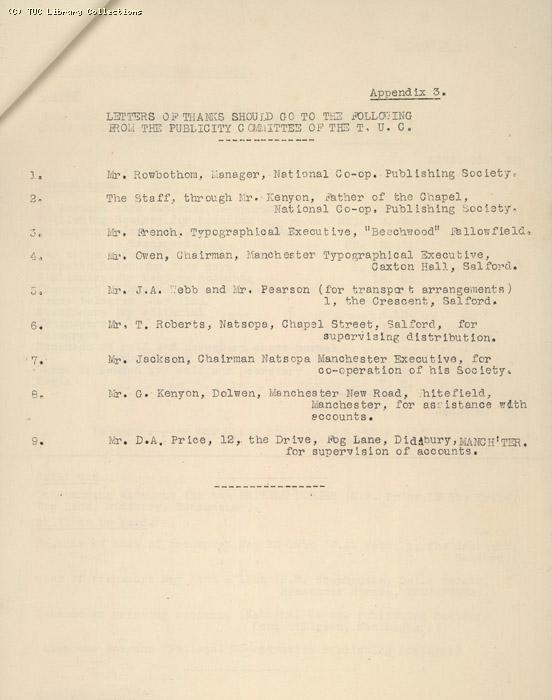 (C) TUC Library Collections
Appendix 3.
LETTERS OF THANKS SHOULD GO TO THE FOLLOWING
FROM THE PUBLICITY COMMITTEE OF THE T. U. C.
1. Mr. Rowbothom, Manager, National Co-op. Publishing Society.
2. The Staff, through Mr. Kenyon, Father of the Chapel,
National Co-op. Publishing Society.
3. Mr. French, Typographical Executive, "Beechwood" Fallowfield.
4. Mr. Owen, Chairman, Manchester Typographical Executive,
Caxton Hall, Salford.
5. Mr. J.A. Webb and Mr. Pearson (for transport arrangements)
1, the Crescent, Salford.
6. Mr. T. Roberts, Natsopa, Chapel Street, Salford, for
supervising distribution.
7. Mr. Jackson, Chairman Natsopa Manchester Executive, for
co-operation of his Society.
8. Mr. G. Kenyon, Dolwen, Manchester New Road, Whitefield,
Manchester, for assistance with
accounts.
9. Mr. D.A. Price, 12, the Drive, Fog Lane, Didsbury, MANCH'TER.
for supervision of accounts.